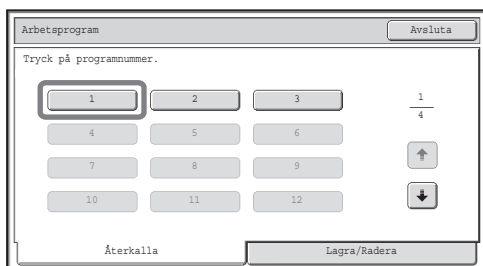 Arbetsprogram Avsluta
Tryck på programnummer.
1 2 3 1
4
4 5 6
7 8 9
10 11 12
Återkalla Lagra/Radera